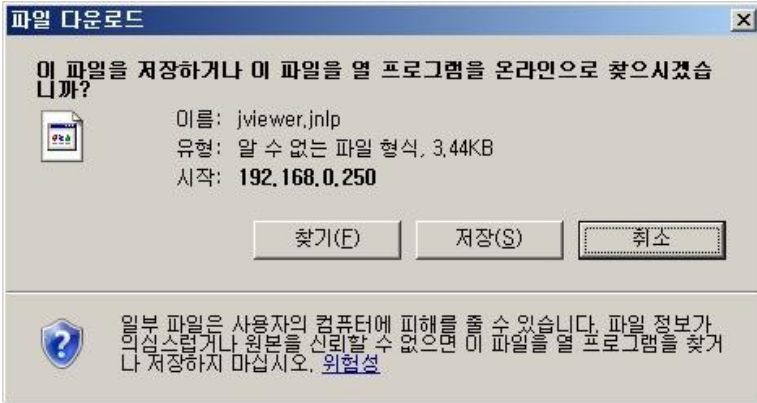 파일 다운로드
이 파일을 저장하거나 이 파일을 열 프로그램을 온라인으로 찾으시겠습
니까?
이름: jviewer.jnlp
유형: 알 수 없는 파일 형식, 3.44KB
시작: 192.168.0.250
찾기(F)
저장(S)
취소
일부 파일은 사용자의 컴퓨터에 피해를 줄 수 있습니다. 파일 정보가
의심스럽거나 원본을 신뢰할 수 없으면 이 파일을 열 프로그램을 찾거
나 저장하지 마십시오. 위험성